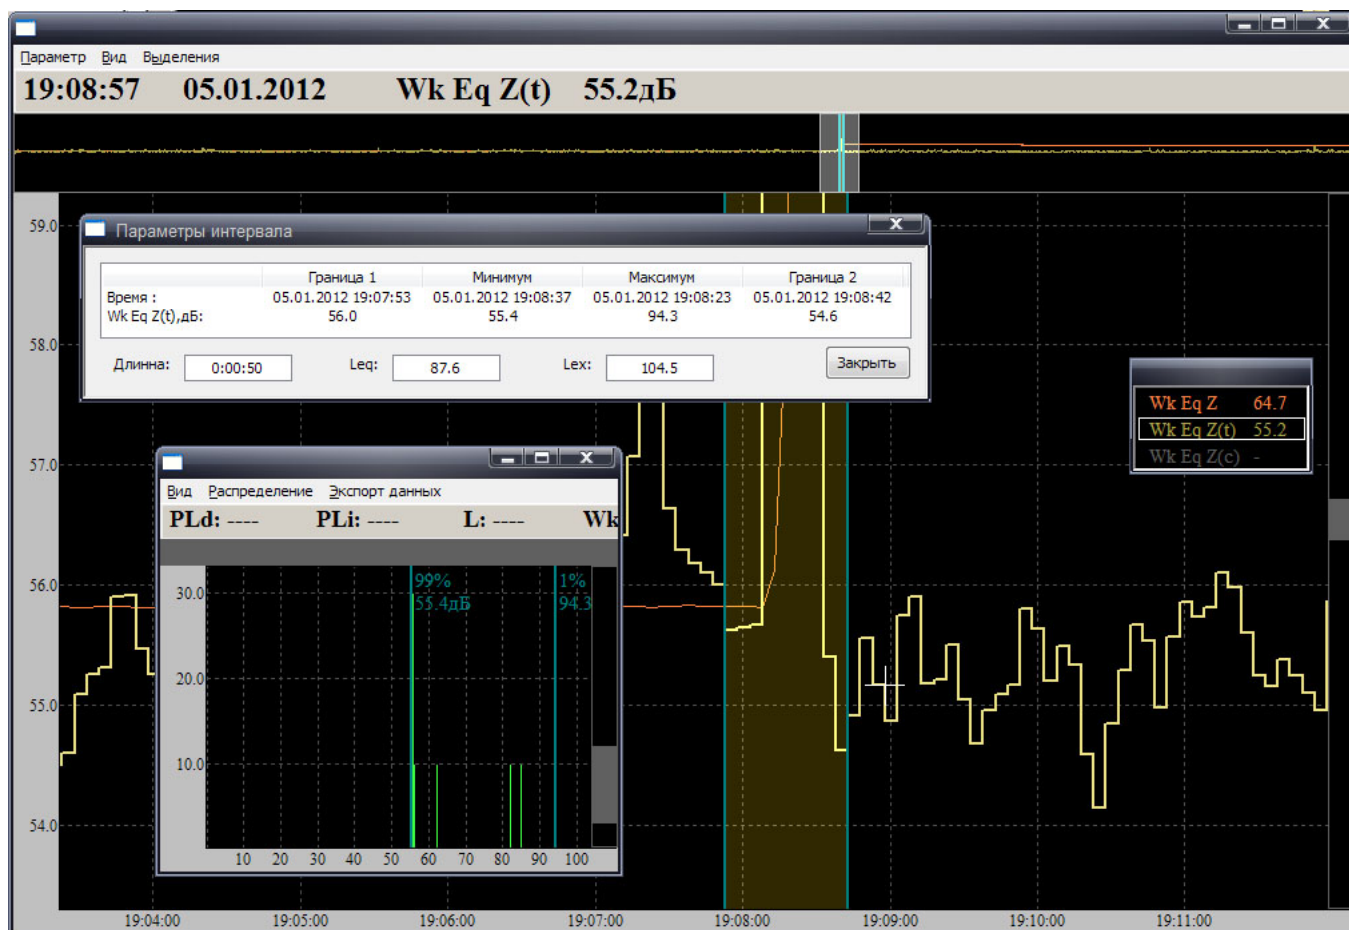 Параметр Вид Выделения
19:08:57 05.01.2012 Wk Eq Z(t) 55.2дБ
59.0
Параметры интервала
Граница 1 Минимум Максимум Граница 2
Время : 05.01.2012 19:07:53 05.01.2012 19:08:37 05.01.2012 19:08:23 05.01.2012 19:08:42
Wk Eq Z(t),дБ: 56.0 55.4 94.3 54.6
Длинна: 0:00:50 Leq: 87.6 Lex: 104.5 Закрыть
58.0
Wk Eq Z 64.7
Wk Eq Z(t) 55.2
Wk Eq Z(c) -
57.0
Вид Распределение Экспорт данных
PLd: ---- PLi: ---- L: ---- Wk
99% 1%
55.4дБ 94.3
30.0
20.0
10.0
10 20 30 40 50 60 70 80 90 100
56.0
55.0
54.0
19:04:00 19:05:00 19:06:00 19:07:00 19:08:00 19:09:00 19:10:00 19:11:00